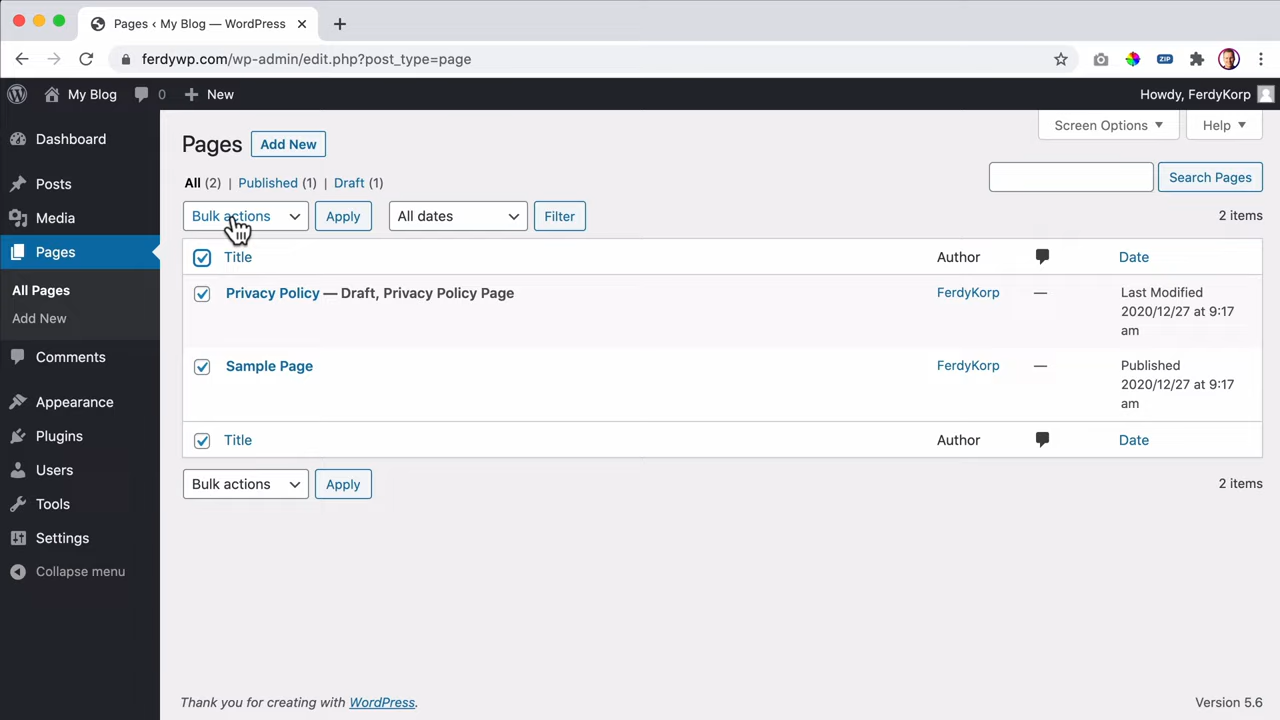 Pages ‹ My Blog — WordPress
ferdywp.com/wp-admin/edit.php?post_type=page
ZIP
My Blog 0 New Howdy, FerdyKorp
Screen Options Help
Dashboard
Posts
Media
Pages
All Pages
Add New
Comments
Appearance
Plugins
Users
Tools
Settings
Collapse menu
Pages Add New
All (2) | Published (1) | Draft (1)
Search Pages
Bulk actions Apply All dates Filter 2 items
Title Author Date
Privacy Policy — Draft, Privacy Policy Page FerdyKorp — Last Modified
2020/12/27 at 9:17
am
Sample Page FerdyKorp — Published
2020/12/27 at 9:17
am
Title Author Date
Bulk actions Apply 2 items
Thank you for creating with WordPress. Version 5.6